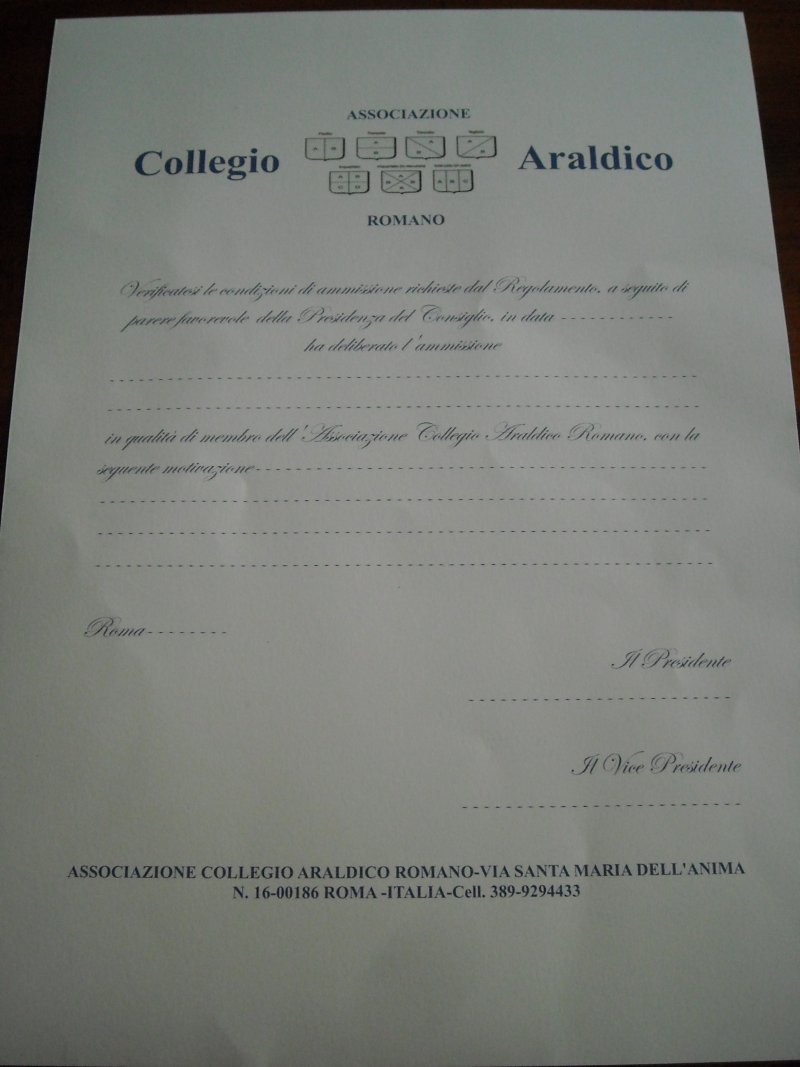 ASSOCIAZIONE
Collegio Araldico
A B A B A B A B
A B C D A B A B A B C
ROMANO
Verificatesi le condizioni di ammissione richieste dal Regolamento, a seguito di
parere favorevole della Presidenza del Consiglio, in data ------------
ha deliberato l'ammissione
in qualità di membro dell'Associazione Collegio Araldico Romano, con la
seguente motivazione
Roma--------
Il Presidente
Il Vice Presidente
ASSOCIAZIONE COLLEGIO ARALDICO ROMANO-VIA SANTA MARIA DELL'ANIMA
N. 16-00186 ROMA -ITALIA-Cell. 389-9294433